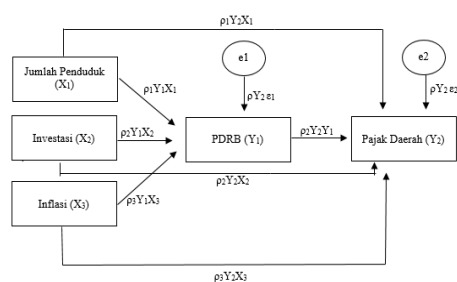 ρ1Y2X1
e1
e2
Jumlah Penduduk
(X1)
ρ1Y1X1
ρY2 ε1
ρY2 ε2
Investasi (X2)
ρ2Y1X2
PDRB (Y1)
ρ2Y2Y1
Pajak Daerah (Y2)
ρ2Y2X2
Inflasi (X3)
ρ3Y1X3
ρ3Y2X3